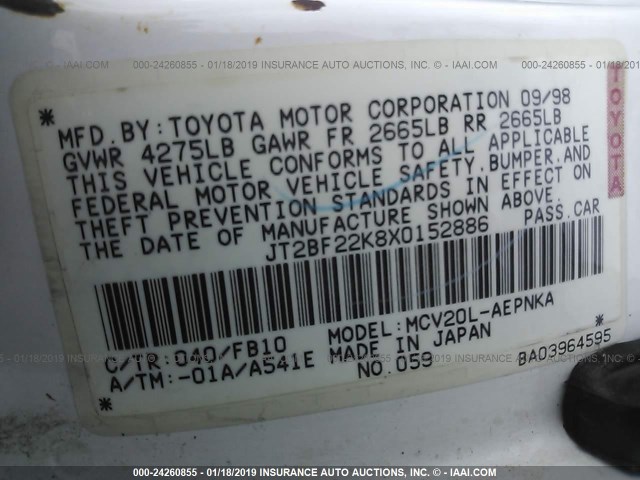 000-24260855 - 01/18/2019 INSURANCE AUTO AUCTIONS INC. ©- IAAI.COM
* MFD. BY: TOYOTA MOTOR CORPORATION 09/98
GVWR 4275LB GAWR FR 2665LB RR 2665LB
THIS VEHICLE CONFORMS TO ALL APPLICABLE
FEDERAL MOTOR VEHICLE SAFETY, BUMPER, AND
THEFT PREVENTION STANDARDS IN EFFECT ON
THE DATE OF MANUFACTURE SHOWN ABOVE.
JT2BF22K8X0152886 PASS. CAR
TOYOTA
C/TR: 040/FB10 MODEL: MCV20L-AEPNKA
A/TM: -01A/A541E MADE IN JAPAN
* NO. 059 BA03964595 *
000-24260855 - 01/18/2019 INSURANCE AUTO AUCTIONS INC. ©- IAAI.COM